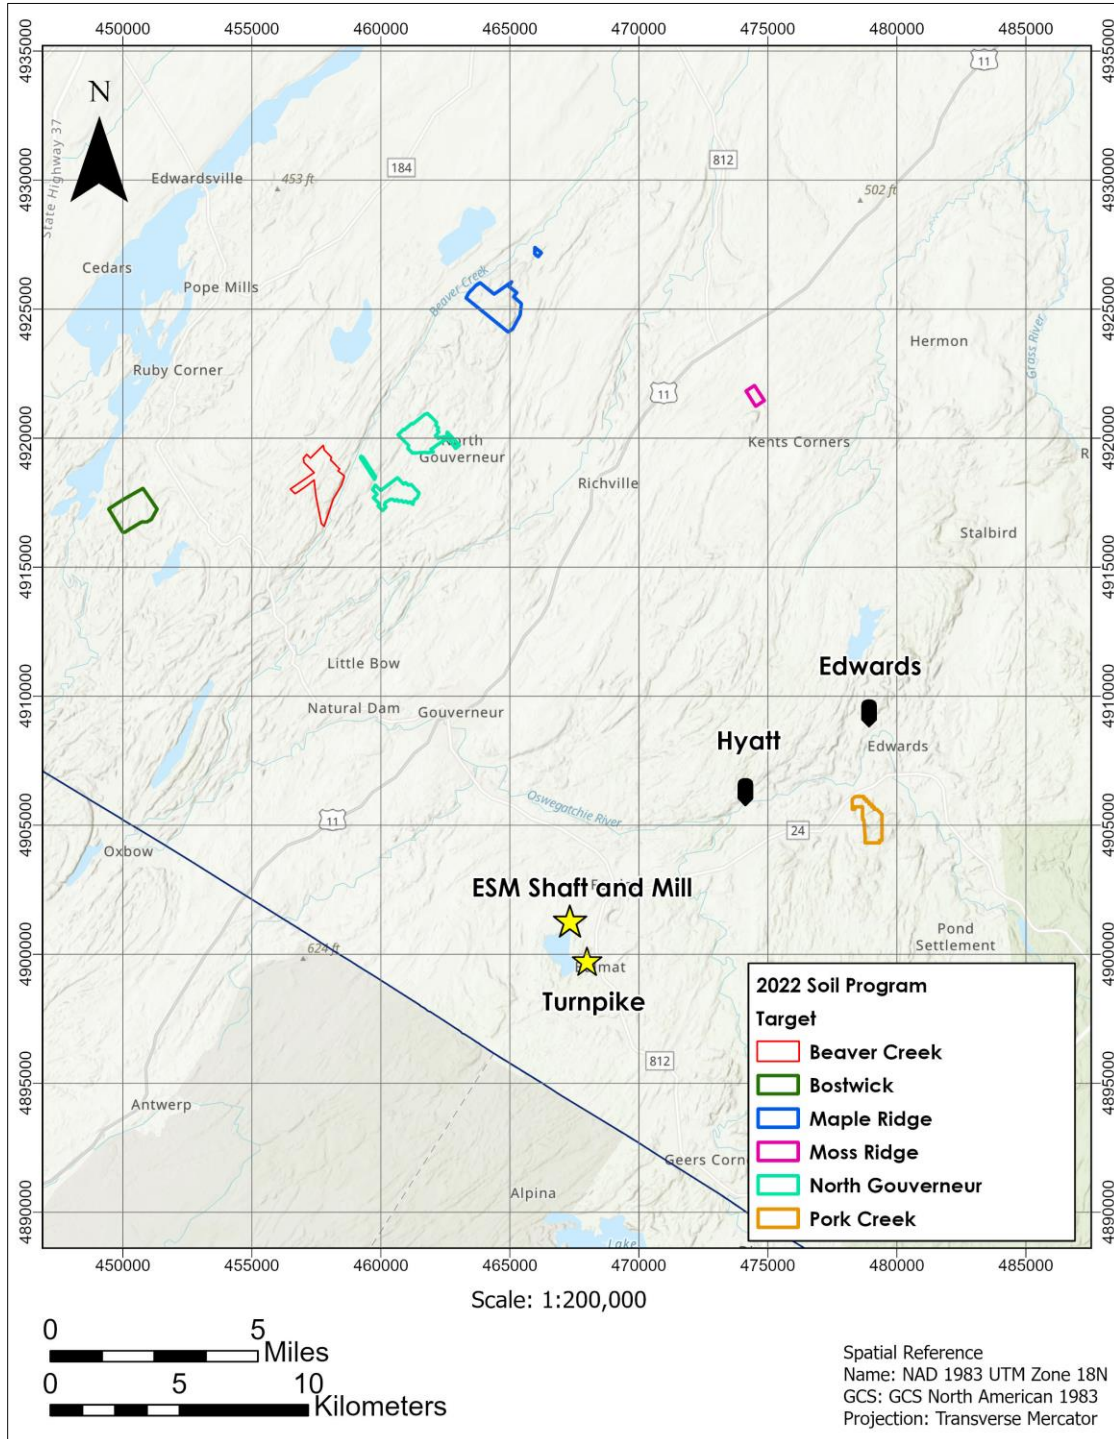 450000 455000 460000 465000 470000 475000 480000 485000
4935000 4935000
N
11
State Highway 37
184
812
Edwardsville
453 ft
4930000 4930000
502 ft
Cedars
Pope Mills
Beaver Creek
4925000 4925000
Hermon
Grass River
Ruby Corner
11
4920000 4920000
Kents Corners
North
Gouverneur
Richville
Stalbird
4915000 4915000
Little Bow
Edwards
4910000 4910000
Natural Dam
Gouverneur
Hyatt
Edwards
Oswegatchie River
11
24
4905000 4905000
Oxbow
ESM Shaft and Mill
624 ft
Pond
Settlement
4900000 4900000
Turnpike
812
4895000 4895000
Antwerp
Geers Corn
Alpina
4890000 4890000
Lake
2022 Soil Program
Target
Beaver Creek
Bostwick
Maple Ridge
Moss Ridge
North Gouverneur
Pork Creek
450000 455000 460000 465000 470000 475000 480000 485000
Scale: 1:200,000
0 5
Miles
0 5 10
Kilometers
Spatial Reference
Name: NAD 1983 UTM Zone 18N
GCS: GCS North American 1983
Projection: Transverse Mercator